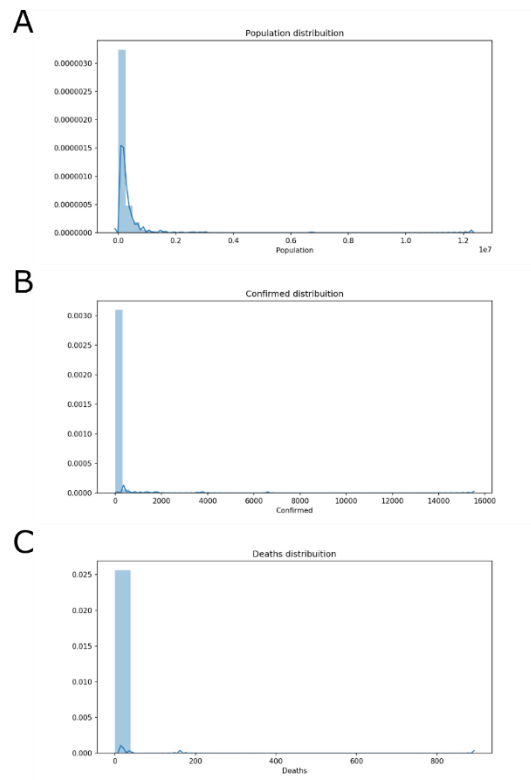 A
Population distribuition
0.0000030
0.0000025
0.0000020
0.0000015
0.0000010
0.0000005
0.0000000
0.0 0.2 0.4 0.6 0.8 1.0 1.2
Population 1e7
B
Confirmed distribuition
0.0030
0.0025
0.0020
0.0015
0.0010
0.0005
0.0000
0 2000 4000 6000 8000 10000 12000 14000 16000
Confirmed
C
Deaths distribuition
0.025
0.020
0.015
0.010
0.005
0.000
0 200 400 600 800
Deaths